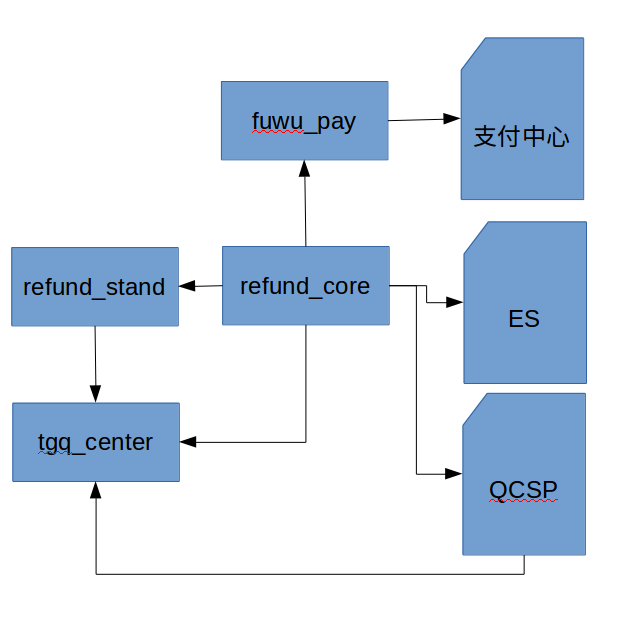 fuwu_pay
支付中心
refund_stand
refund_core
ES
tgq_center
QCSP